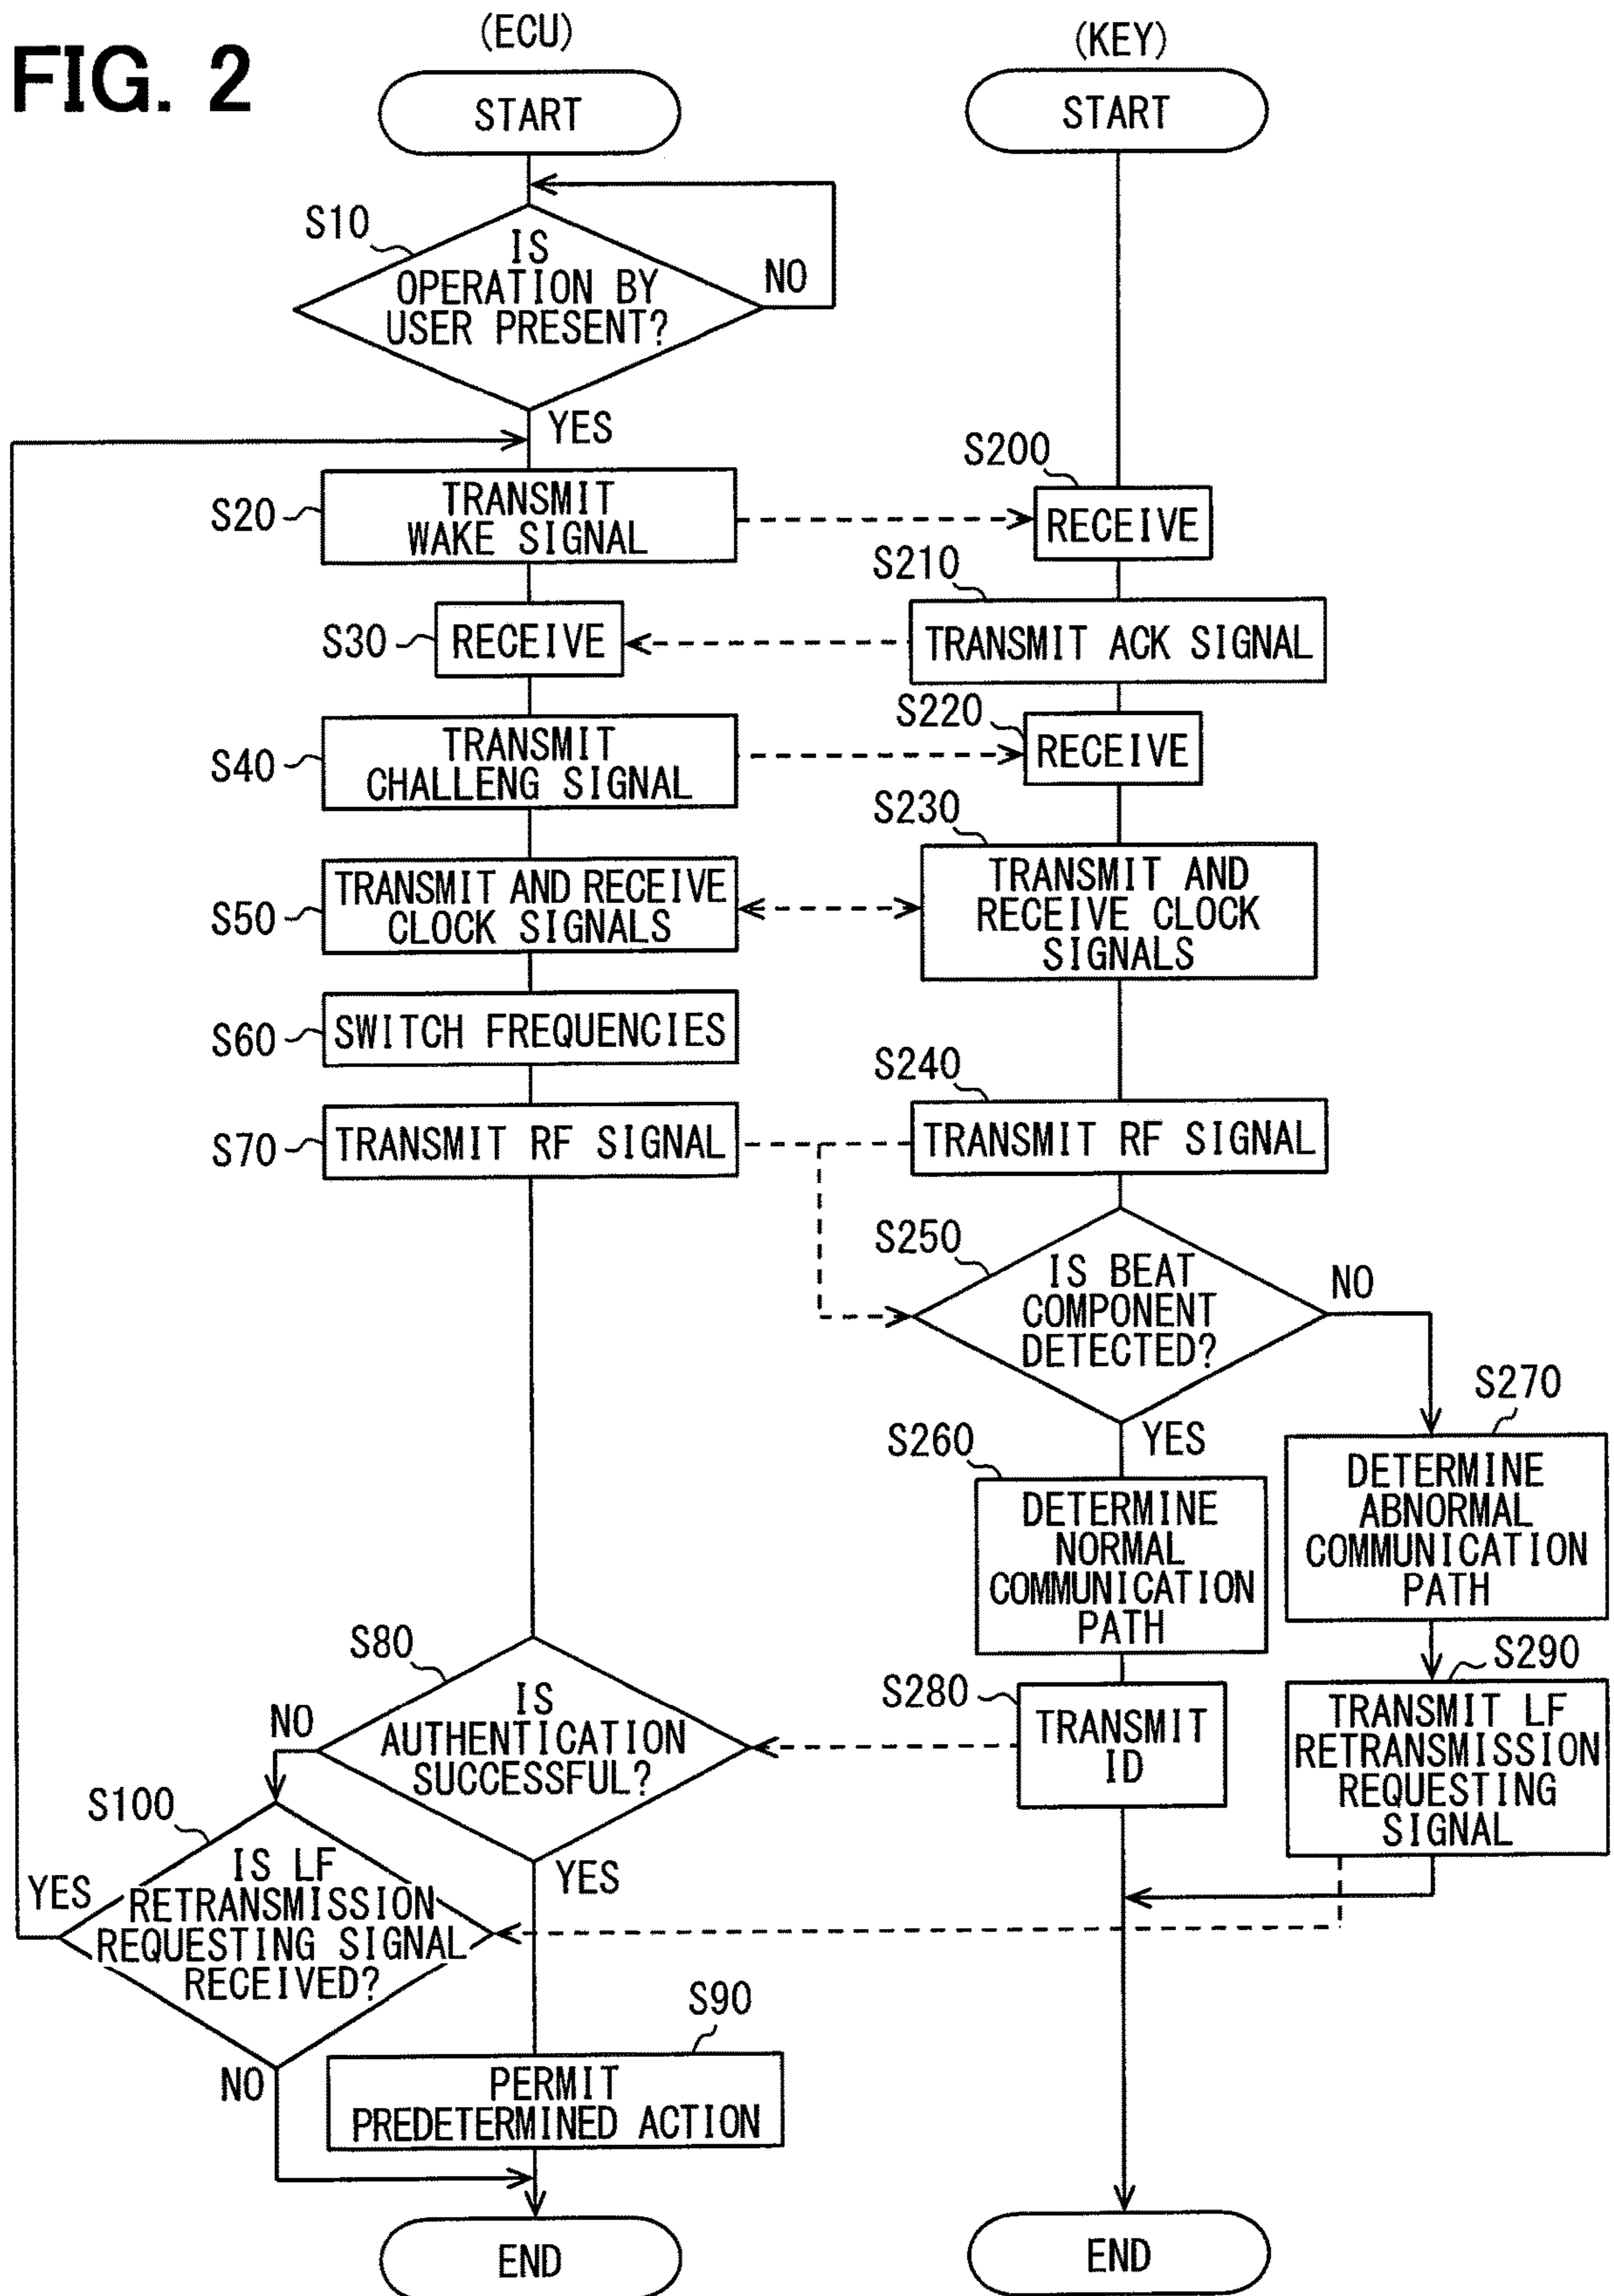 FIG. 2
(ECU)
START
S10
IS
OPERATION BY
USER PRESENT?
NO
YES
S20
TRANSMIT
WAKE SIGNAL
S30
RECEIVE
S40
TRANSMIT
CHALLENG SIGNAL
S50
TRANSMIT AND RECEIVE
CLOCK SIGNALS
S60
SWITCH FREQUENCIES
S70
TRANSMIT RF SIGNAL
S80
IS
AUTHENTICATION
SUCCESSFUL?
NO
YES
S100
IS LF
RETRANSMISSION
REQUESTING SIGNAL
RECEIVED?
YES
NO
S90
PERMIT
PREDETERMINED ACTION
END
(KEY)
START
S200
RECEIVE
S210
TRANSMIT ACK SIGNAL
S220
RECEIVE
S230
TRANSMIT AND
RECEIVE CLOCK
SIGNALS
S240
TRANSMIT RF SIGNAL
S250
IS BEAT
COMPONENT
DETECTED?
NO
YES
S260
DETERMINE
NORMAL
COMMUNICATION
PATH
S270
DETERMINE
ABNORMAL
COMMUNICATION
PATH
S280
TRANSMIT
ID
S290
TRANSMIT LF
RETRANSMISSION
REQUESTING
SIGNAL
END